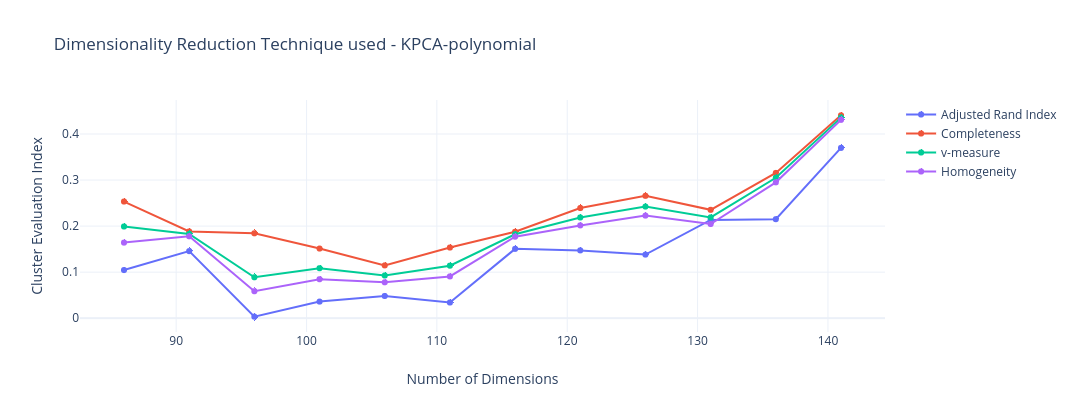 Dimensionality Reduction Technique used - KPCA-polynomial
Cluster Evaluation Index
0.4
0.3
0.2
0.1
0
90
100
110
120
130
140
Number of Dimensions
Adjusted Rand Index
Completeness
v-measure
Homogeneity